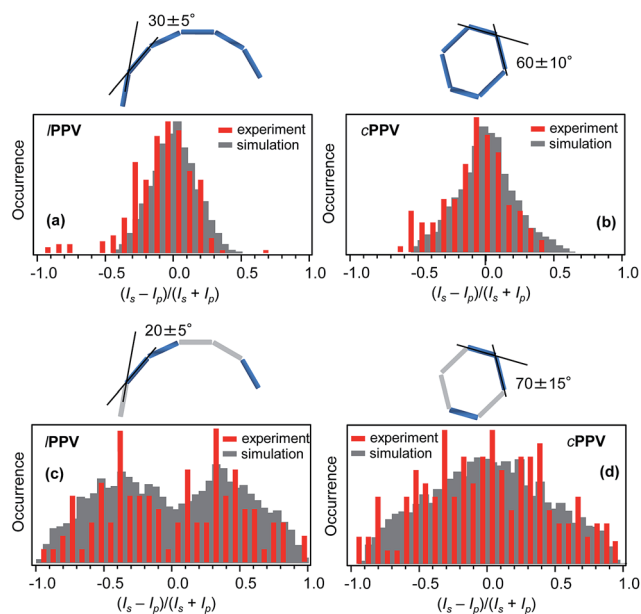 30±5°
60±10°
lPPV
experiment
simulation
(a)
Occurrence
-1.0 -0.5 0.0 0.5 1.0
(Is – Ip)/(Is + Ip)
cPPV
experiment
simulation
(b)
Occurrence
-1.0 -0.5 0.0 0.5 1.0
(Is – Ip)/(Is + Ip)
20±5°
70±15°
lPPV
experiment
simulation
(c)
Occurrence
-1.0 -0.5 0.0 0.5 1.0
(Is – Ip)/(Is + Ip)
experiment
simulation
cPPV
(d)
Occurrence
-1.0 -0.5 0.0 0.5 1.0
(Is – Ip)/(Is + Ip)